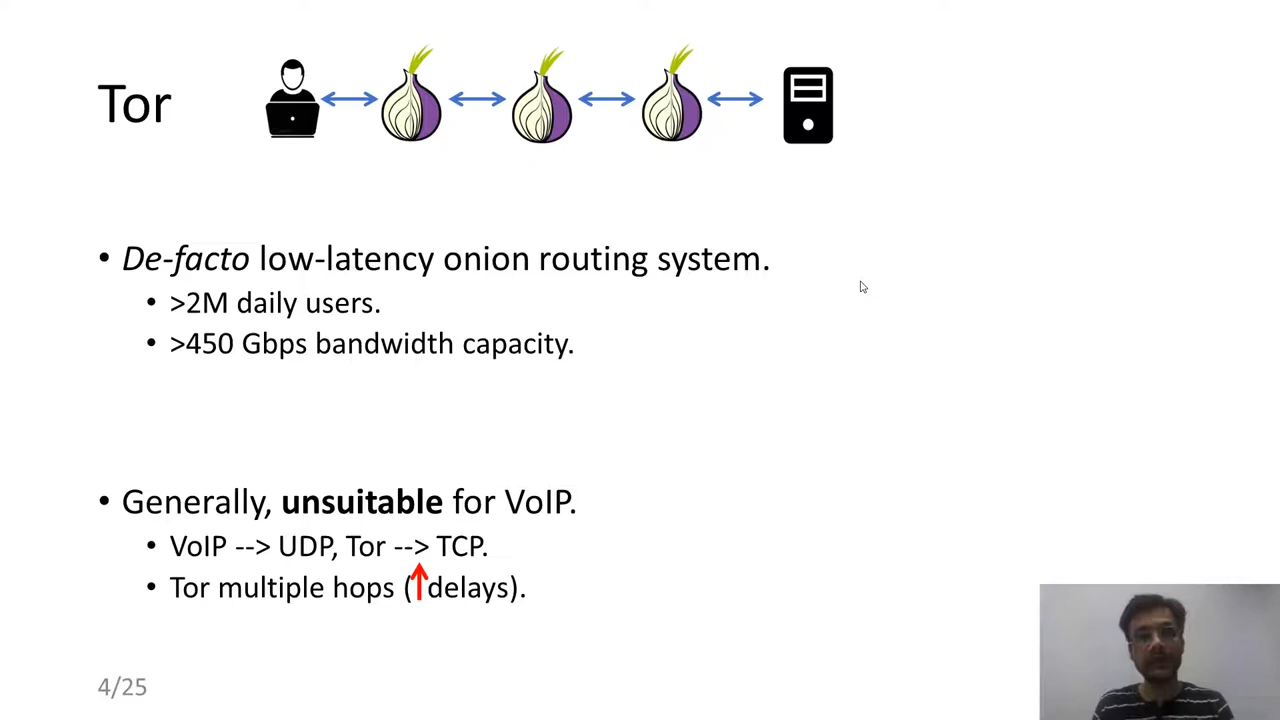 Tor
• De-facto low-latency onion routing system.
• >2M daily users.
• >450 Gbps bandwidth capacity.
• Generally, unsuitable for VoIP.
• VoIP --> UDP, Tor --> TCP.
• Tor multiple hops (↑delays).
4/25